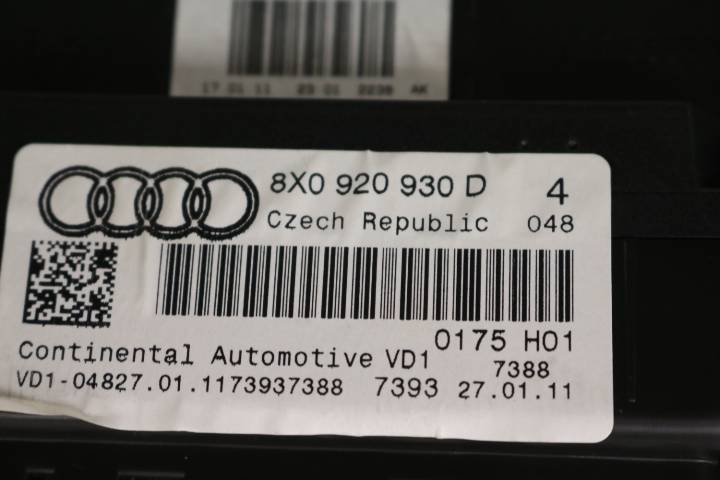 17 01 11 23 01 2238 AK
8X0 920 930 D 4
Czech Republic 048
0175 H01
Continental Automotive VD1 7388
VD1-04827.01.1173937388 7393 27.01.11